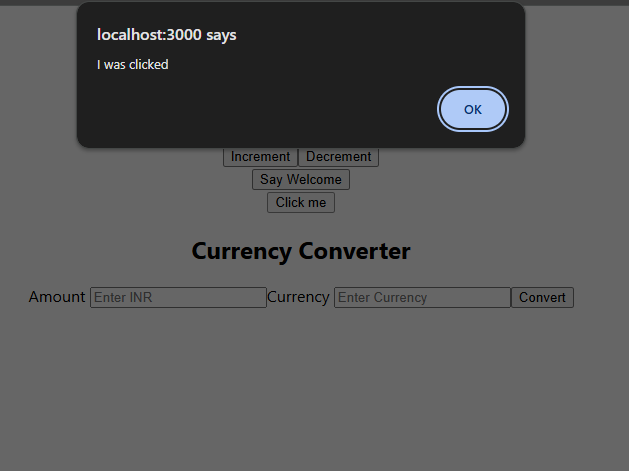 localhost:3000 says
I was clicked
OK
Increment Decrement
Say Welcome
Click me
Currency Converter
Amount Enter INR Currency Enter Currency Convert